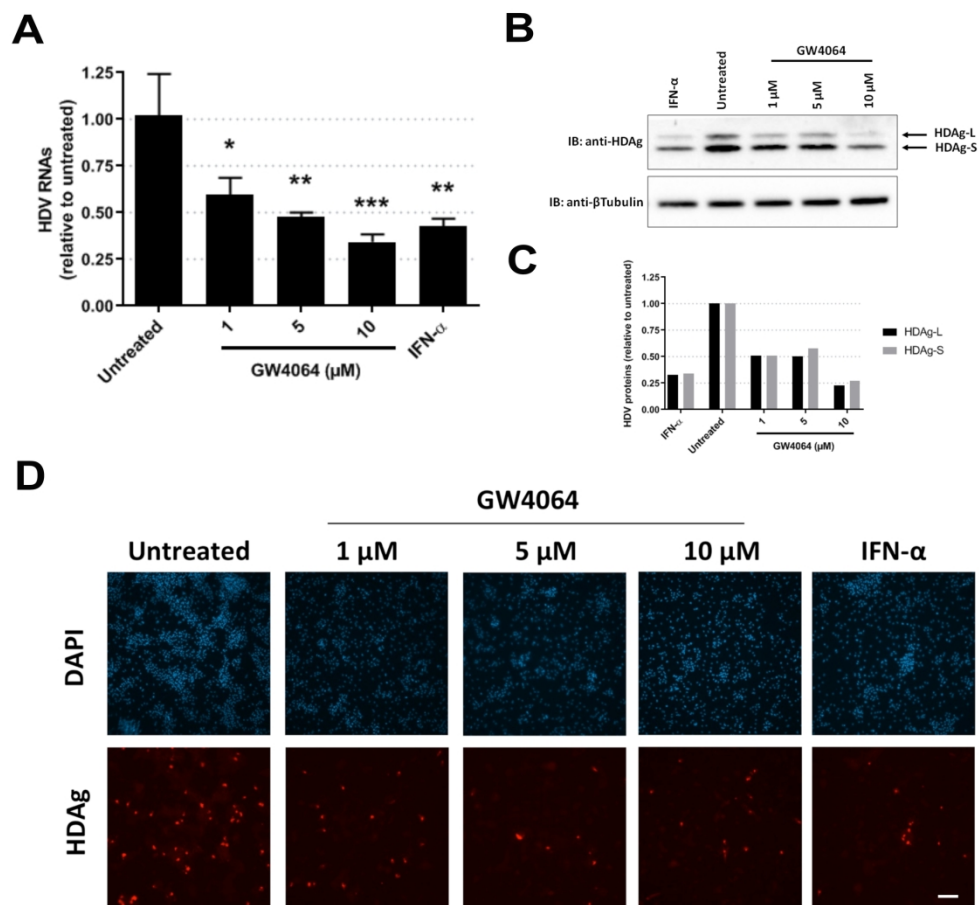 A
HDV RNAs
(relative to untreated)
1.25
1.00
0.75
0.50
0.25
0.00
*
**
***
**
Untreated
1
5
10
IFN-α
GW4064 (μM)
B
GW4064
IFN-α
Untreated
1 μM
5 μM
10 μM
IB: anti-HDAg
HDAg-L
HDAg-S
IB: anti-βTubulin
C
HDV proteins (relative to untreated)
1.25
1.00
0.75
0.50
0.25
0.00
HDAg-L
HDAg-S
IFN-α
Untreated
1
5
10
GW4064 (μM)
D
GW4064
Untreated
1 μM
5 μM
10 μM
IFN-α
DAPI
HDAg